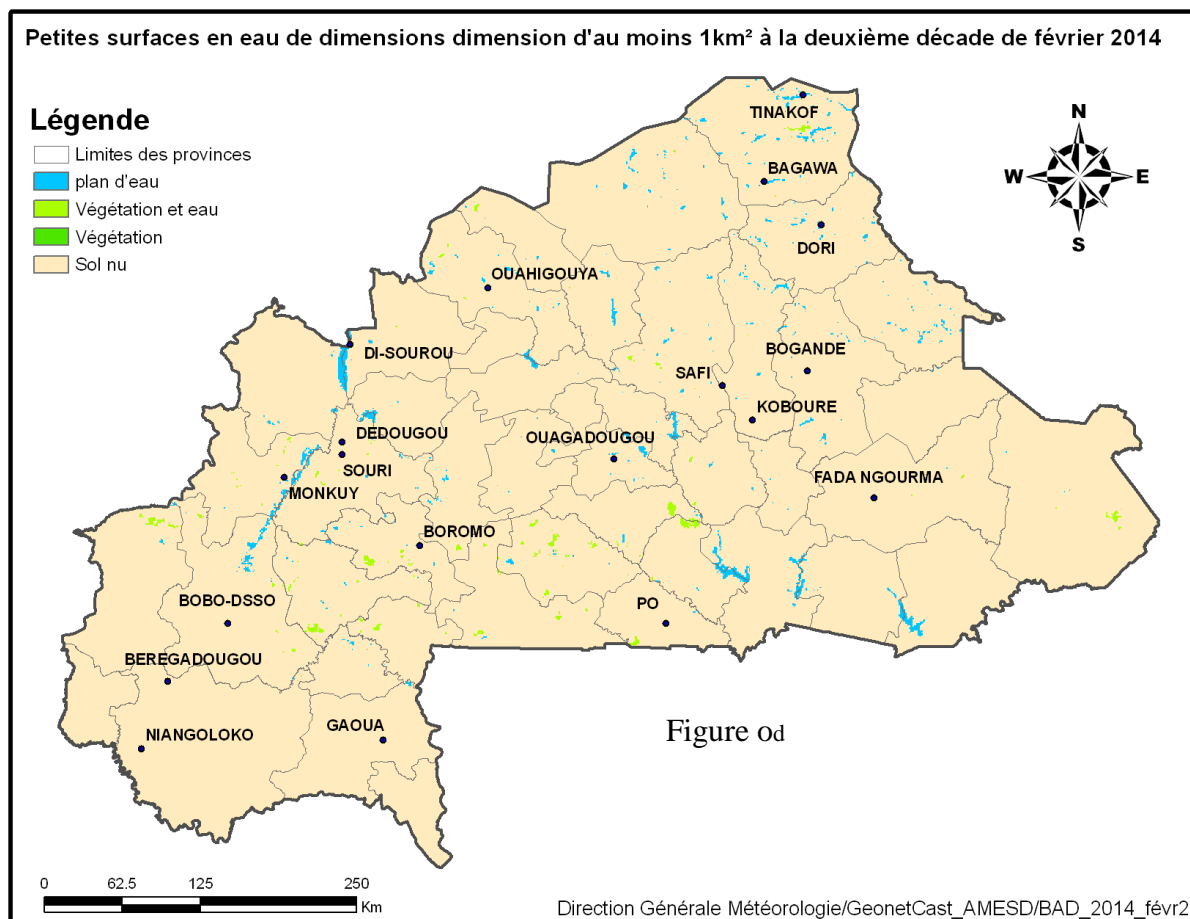 Petites surfaces en eau de dimensions dimension d'au moins 1km² à la deuxième décade de février 2014
Légende
Limites des provinces
plan d'eau
Végétation et eau
Végétation
Sol nu
N
W
E
S
TINAKOF
BAGAWA
DORI
OUAHIGOUYA
DI-SOUROU
BOGANDE
SAFI
KOBOURE
DEDOUGOU
OUAGADOUGOU
SOURI
FADA NGOURMA
MONKUY
BOROMO
BOBO-DSSO
PO
BEREGADOUGOU
NIANGOLOKO
GAOUA
Figure od
0 62.5 125 250
Km
Direction Générale Météorologie/GeonetCast_AMESD/BAD_2014_févr2